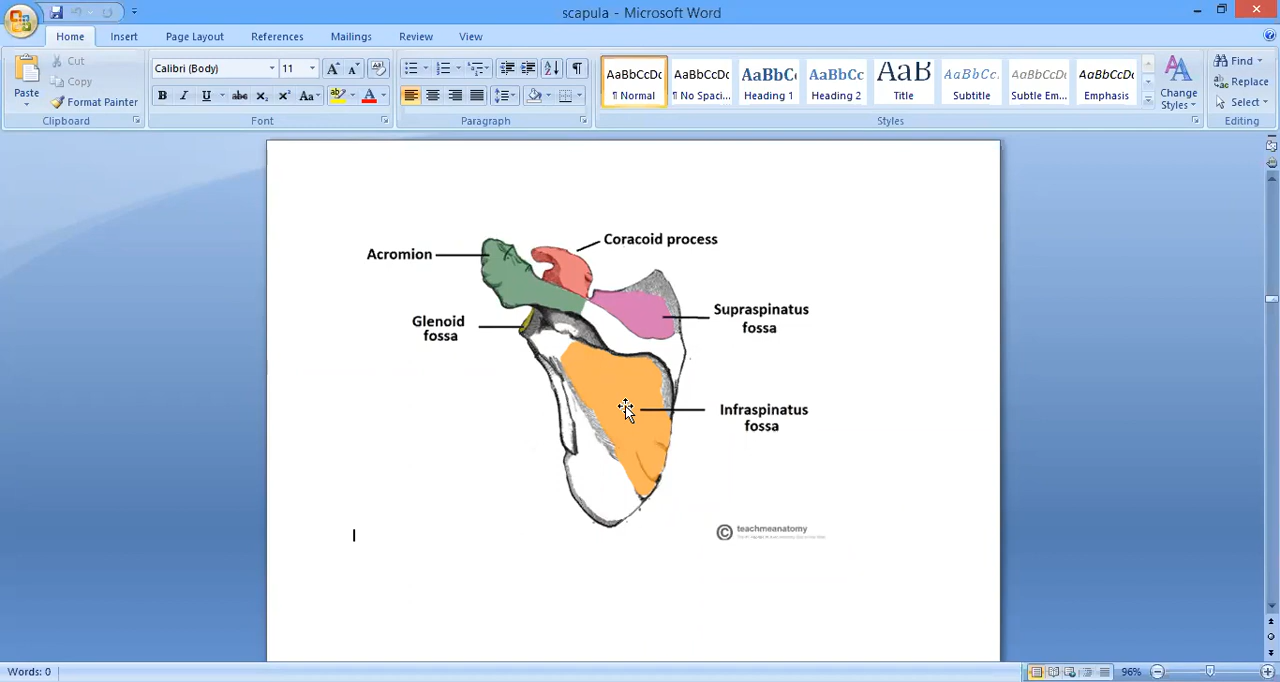 scapula - Microsoft Word
Home Insert Page Layout References Mailings Review View
Paste
Cut
Copy
Format Painter
Clipboard
Calibri (Body) 11
Font
Paragraph
AaBbCcDc AaBbCcDc AaBbC AaBbCc AaB AaBbCc. AaBbCcDc AaBbCcDc
¶ Normal ¶ No Spaci... Heading 1 Heading 2 Title Subtitle Subtle Em... Emphasis
Styles
Change
Styles
Find
Replace
Select
Editing
Coracoid process
Acromion
Glenoid
fossa
Supraspinatus
fossa
Infraspinatus
fossa
© teachmeanatomy
Words: 0
96%